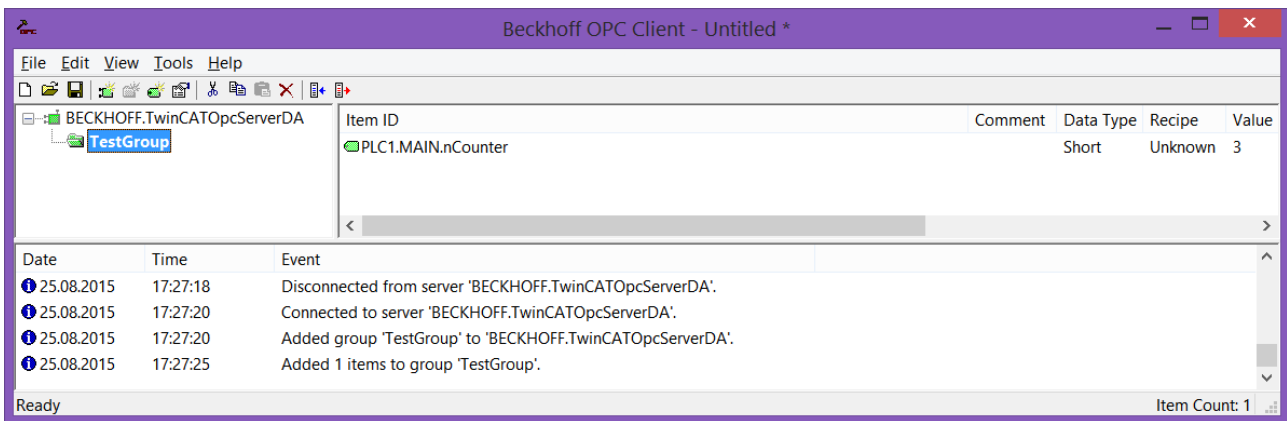 OPC
Beckhoff OPC Client - Untitled *
File Edit View Tools Help
BECKHOFF.TwinCATOpcServerDA
TestGroup
Item ID Comment Data Type Recipe Value
PLC1.MAIN.nCounter Short Unknown 3
Date Time Event
25.08.2015 17:27:18 Disconnected from server 'BECKHOFF.TwinCATOpcServerDA'.
25.08.2015 17:27:20 Connected to server 'BECKHOFF.TwinCATOpcServerDA'.
25.08.2015 17:27:20 Added group 'TestGroup' to 'BECKHOFF.TwinCATOpcServerDA'.
25.08.2015 17:27:25 Added 1 items to group 'TestGroup'.
Ready Item Count: 1